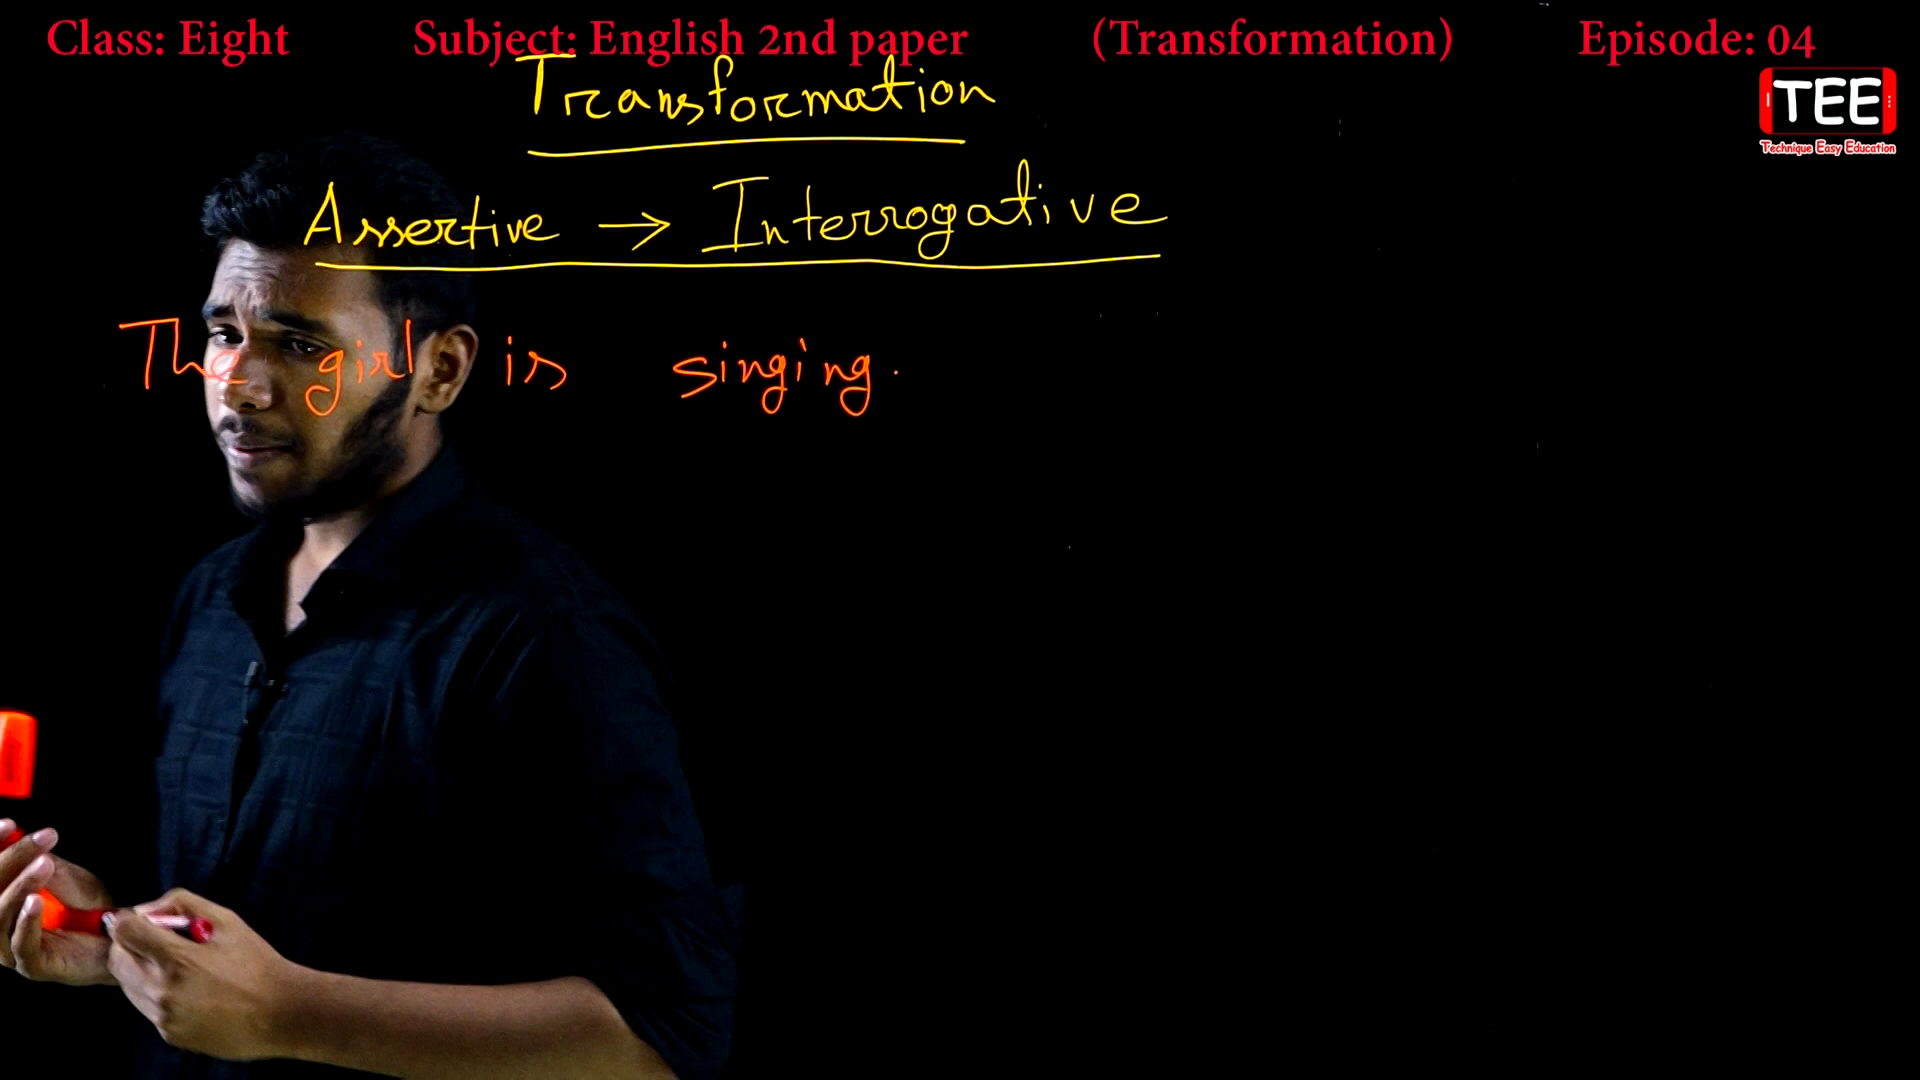 Class: Eight Subject: English 2nd paper (Transformation) Episode: 04
TEE
Technique Easy Education
Transformation
Assertive → Interrogative
The girl is singing.